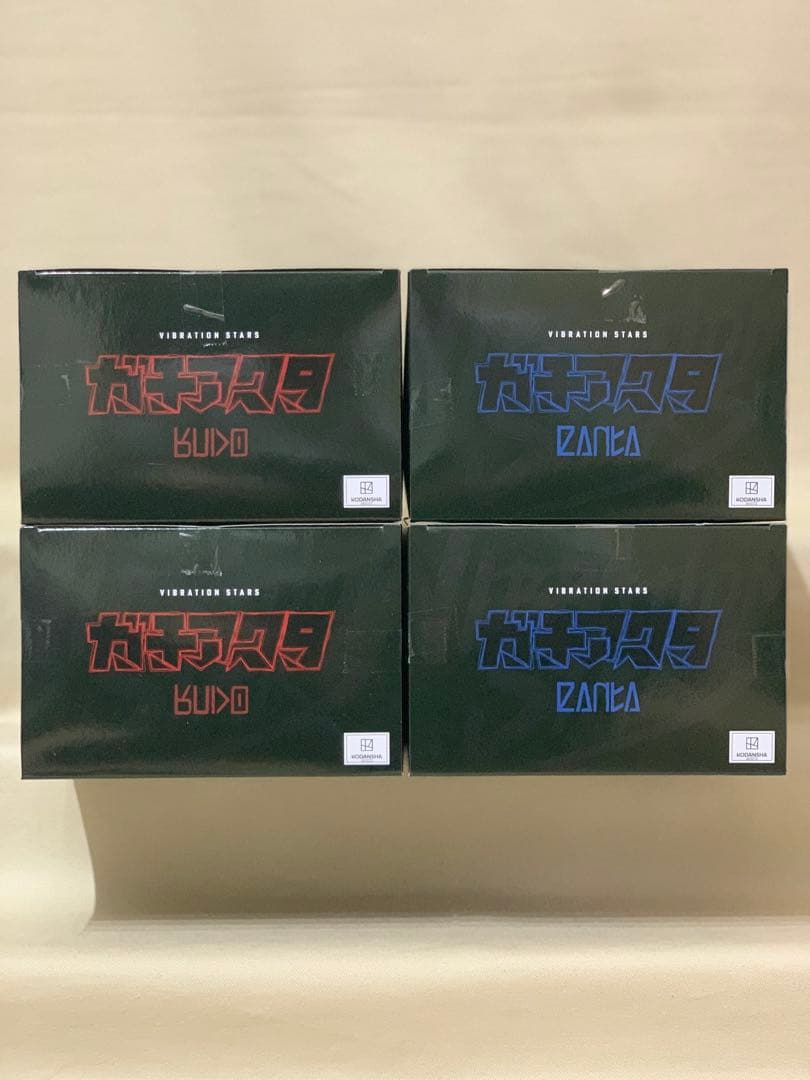 VIBRATION STARS
ガチアクタ
RUDO
KODANSHA
VIBRATION STARS
ガチアクタ
ZANKA
KODANSHA
VIBRATION STARS
ガチアクタ
RUDO
KODANSHA
VIBRATION STARS
ガチアクタ
ZANKA
KODANSHA